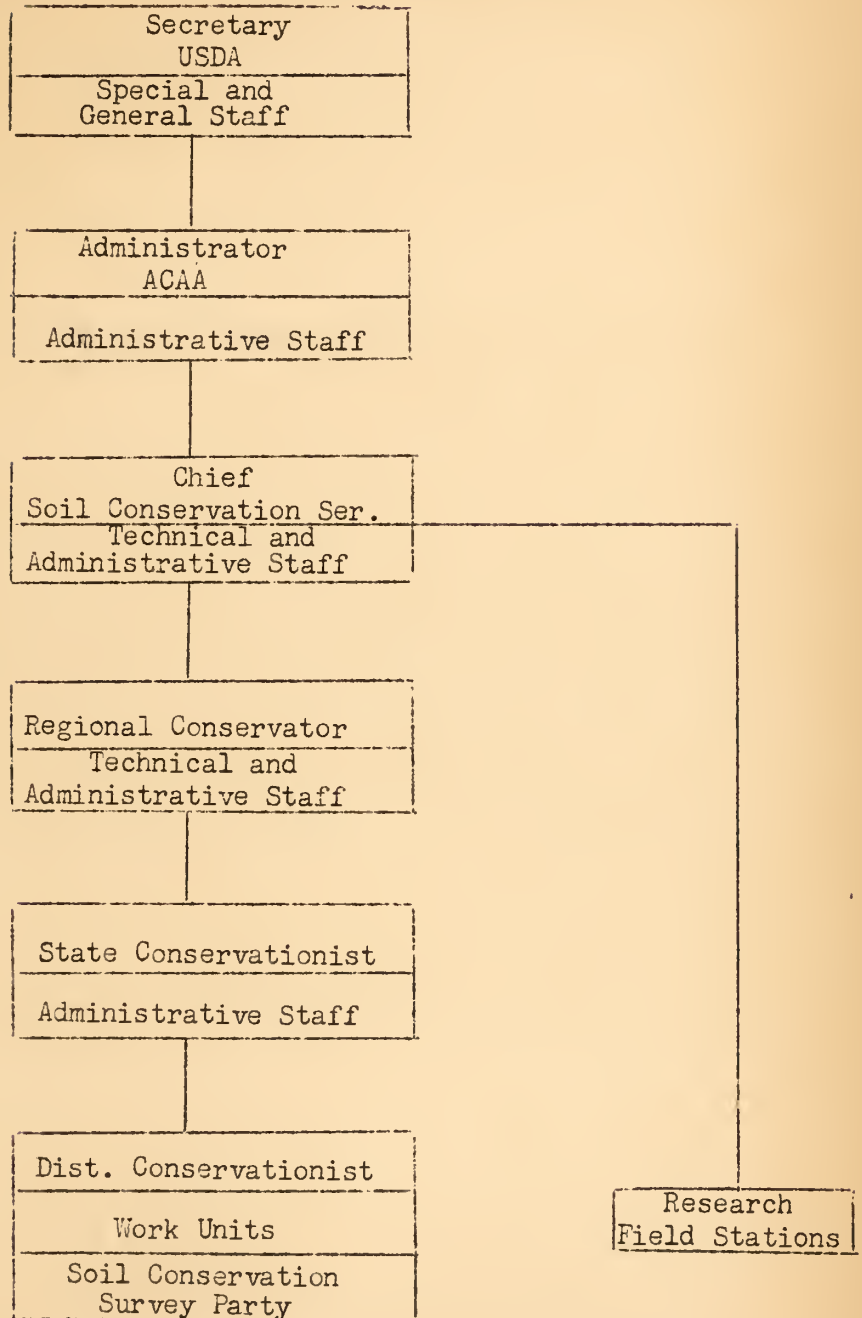 Secretary
USDA
Special and
General Staff
Administrator
ACAA
Administrative Staff
Chief
Soil Conservation Ser.
Technical and
Administrative Staff
Regional Conservator
Technical and
Administrative Staff
State Conservationist
Administrative Staff
Dist. Conservationist
Work Units
Soil Conservation
Survey Party
Research
Field Stations